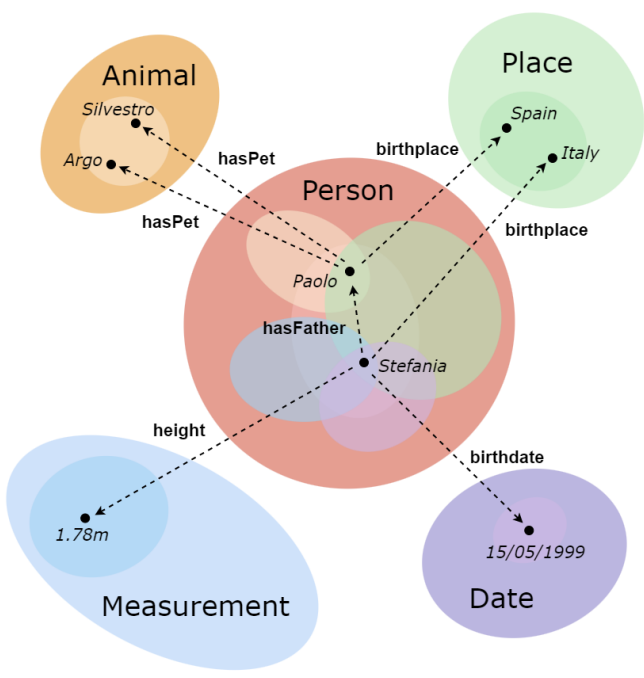 Animal
Place
Silvestro
Spain
Argo
Italy
hasPet
birthplace
Person
hasPet
birthplace
Paolo
hasFather
Stefania
height
birthdate
1.78m
15/05/1999
Measurement
Date